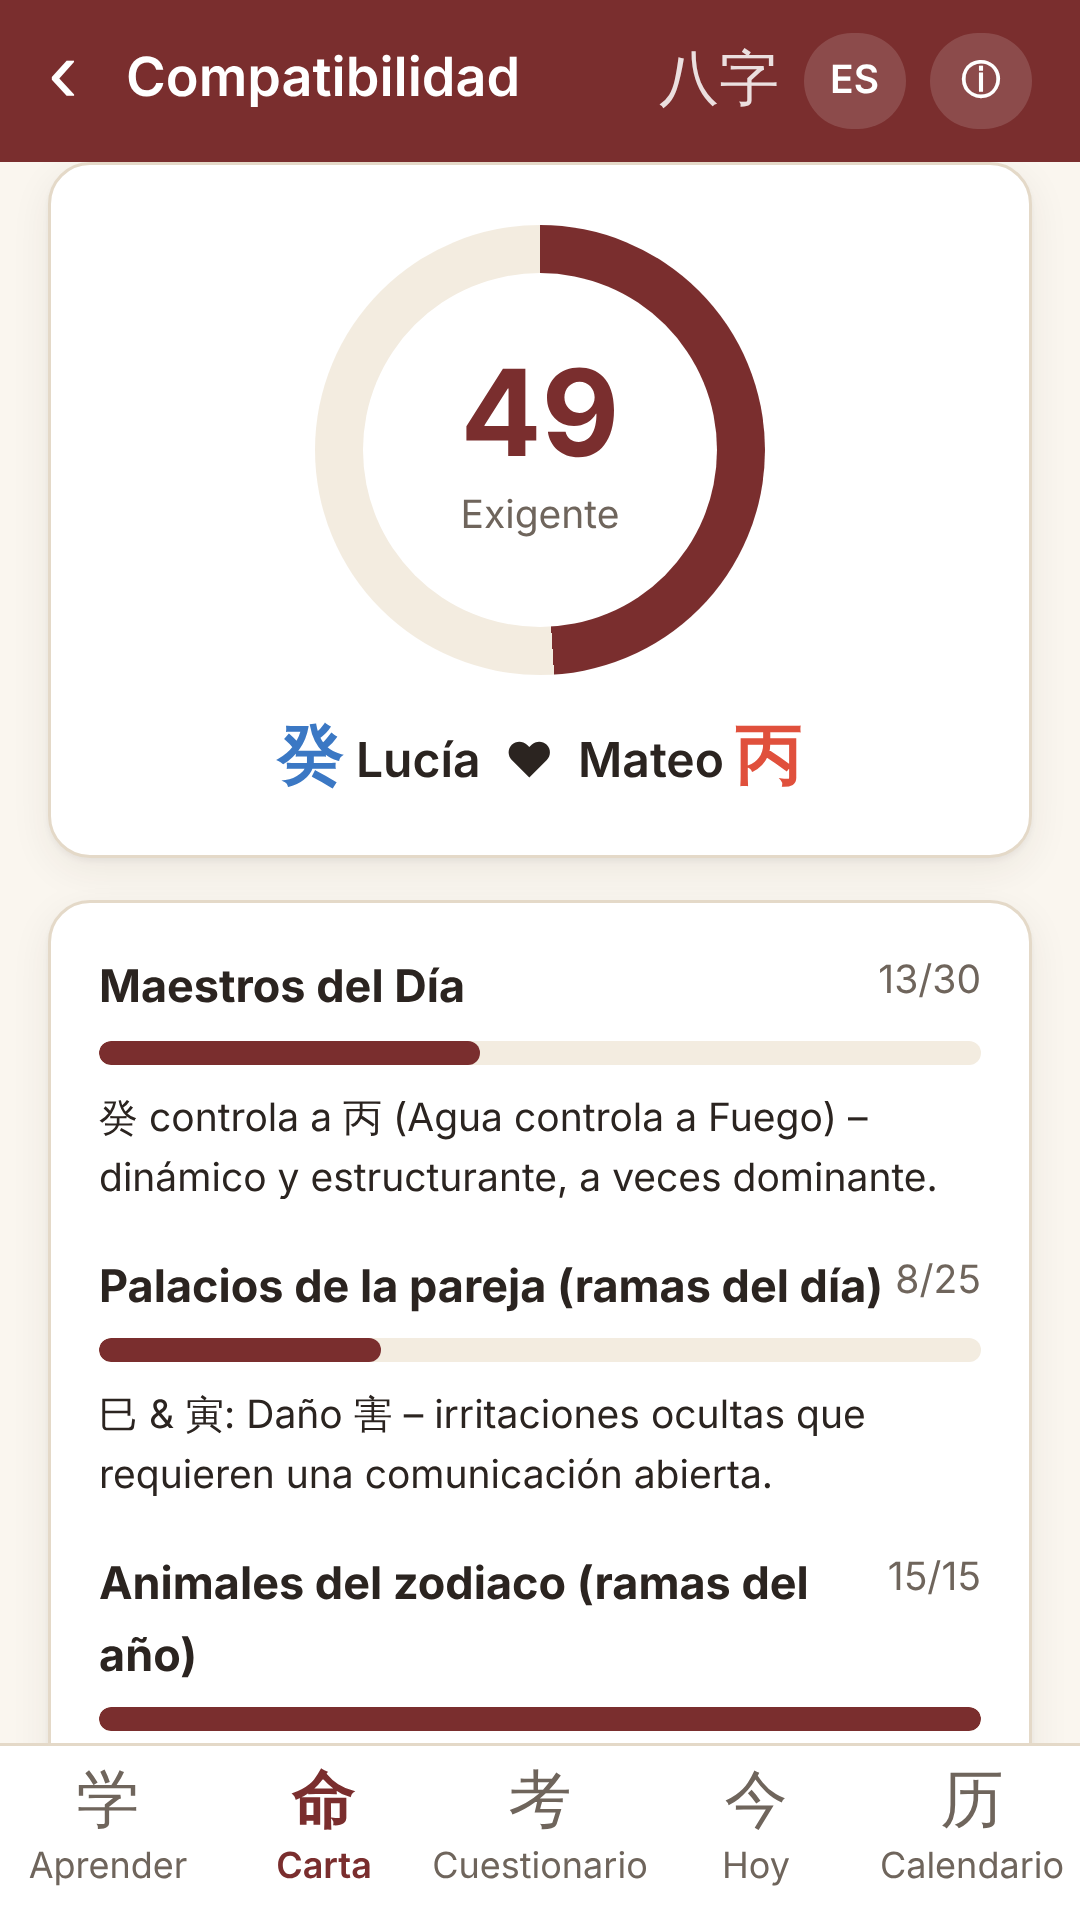 Compatibilidad 八字 ES
49
Exigente
癸 Lucía ♥ Mateo 丙
Maestros del Día 13/30
癸 controla a 丙 (Agua controla a Fuego) –
dinámico y estructurante, a veces dominante.
Palacios de la pareja (ramas del día) 8/25
巳 & 寅: Daño 害 – irritaciones ocultas que
requieren una comunicación abierta.
Animales del zodiaco (ramas del 15/15
año)
学 命 考 今 历
Aprender Carta Cuestionario Hoy Calendario